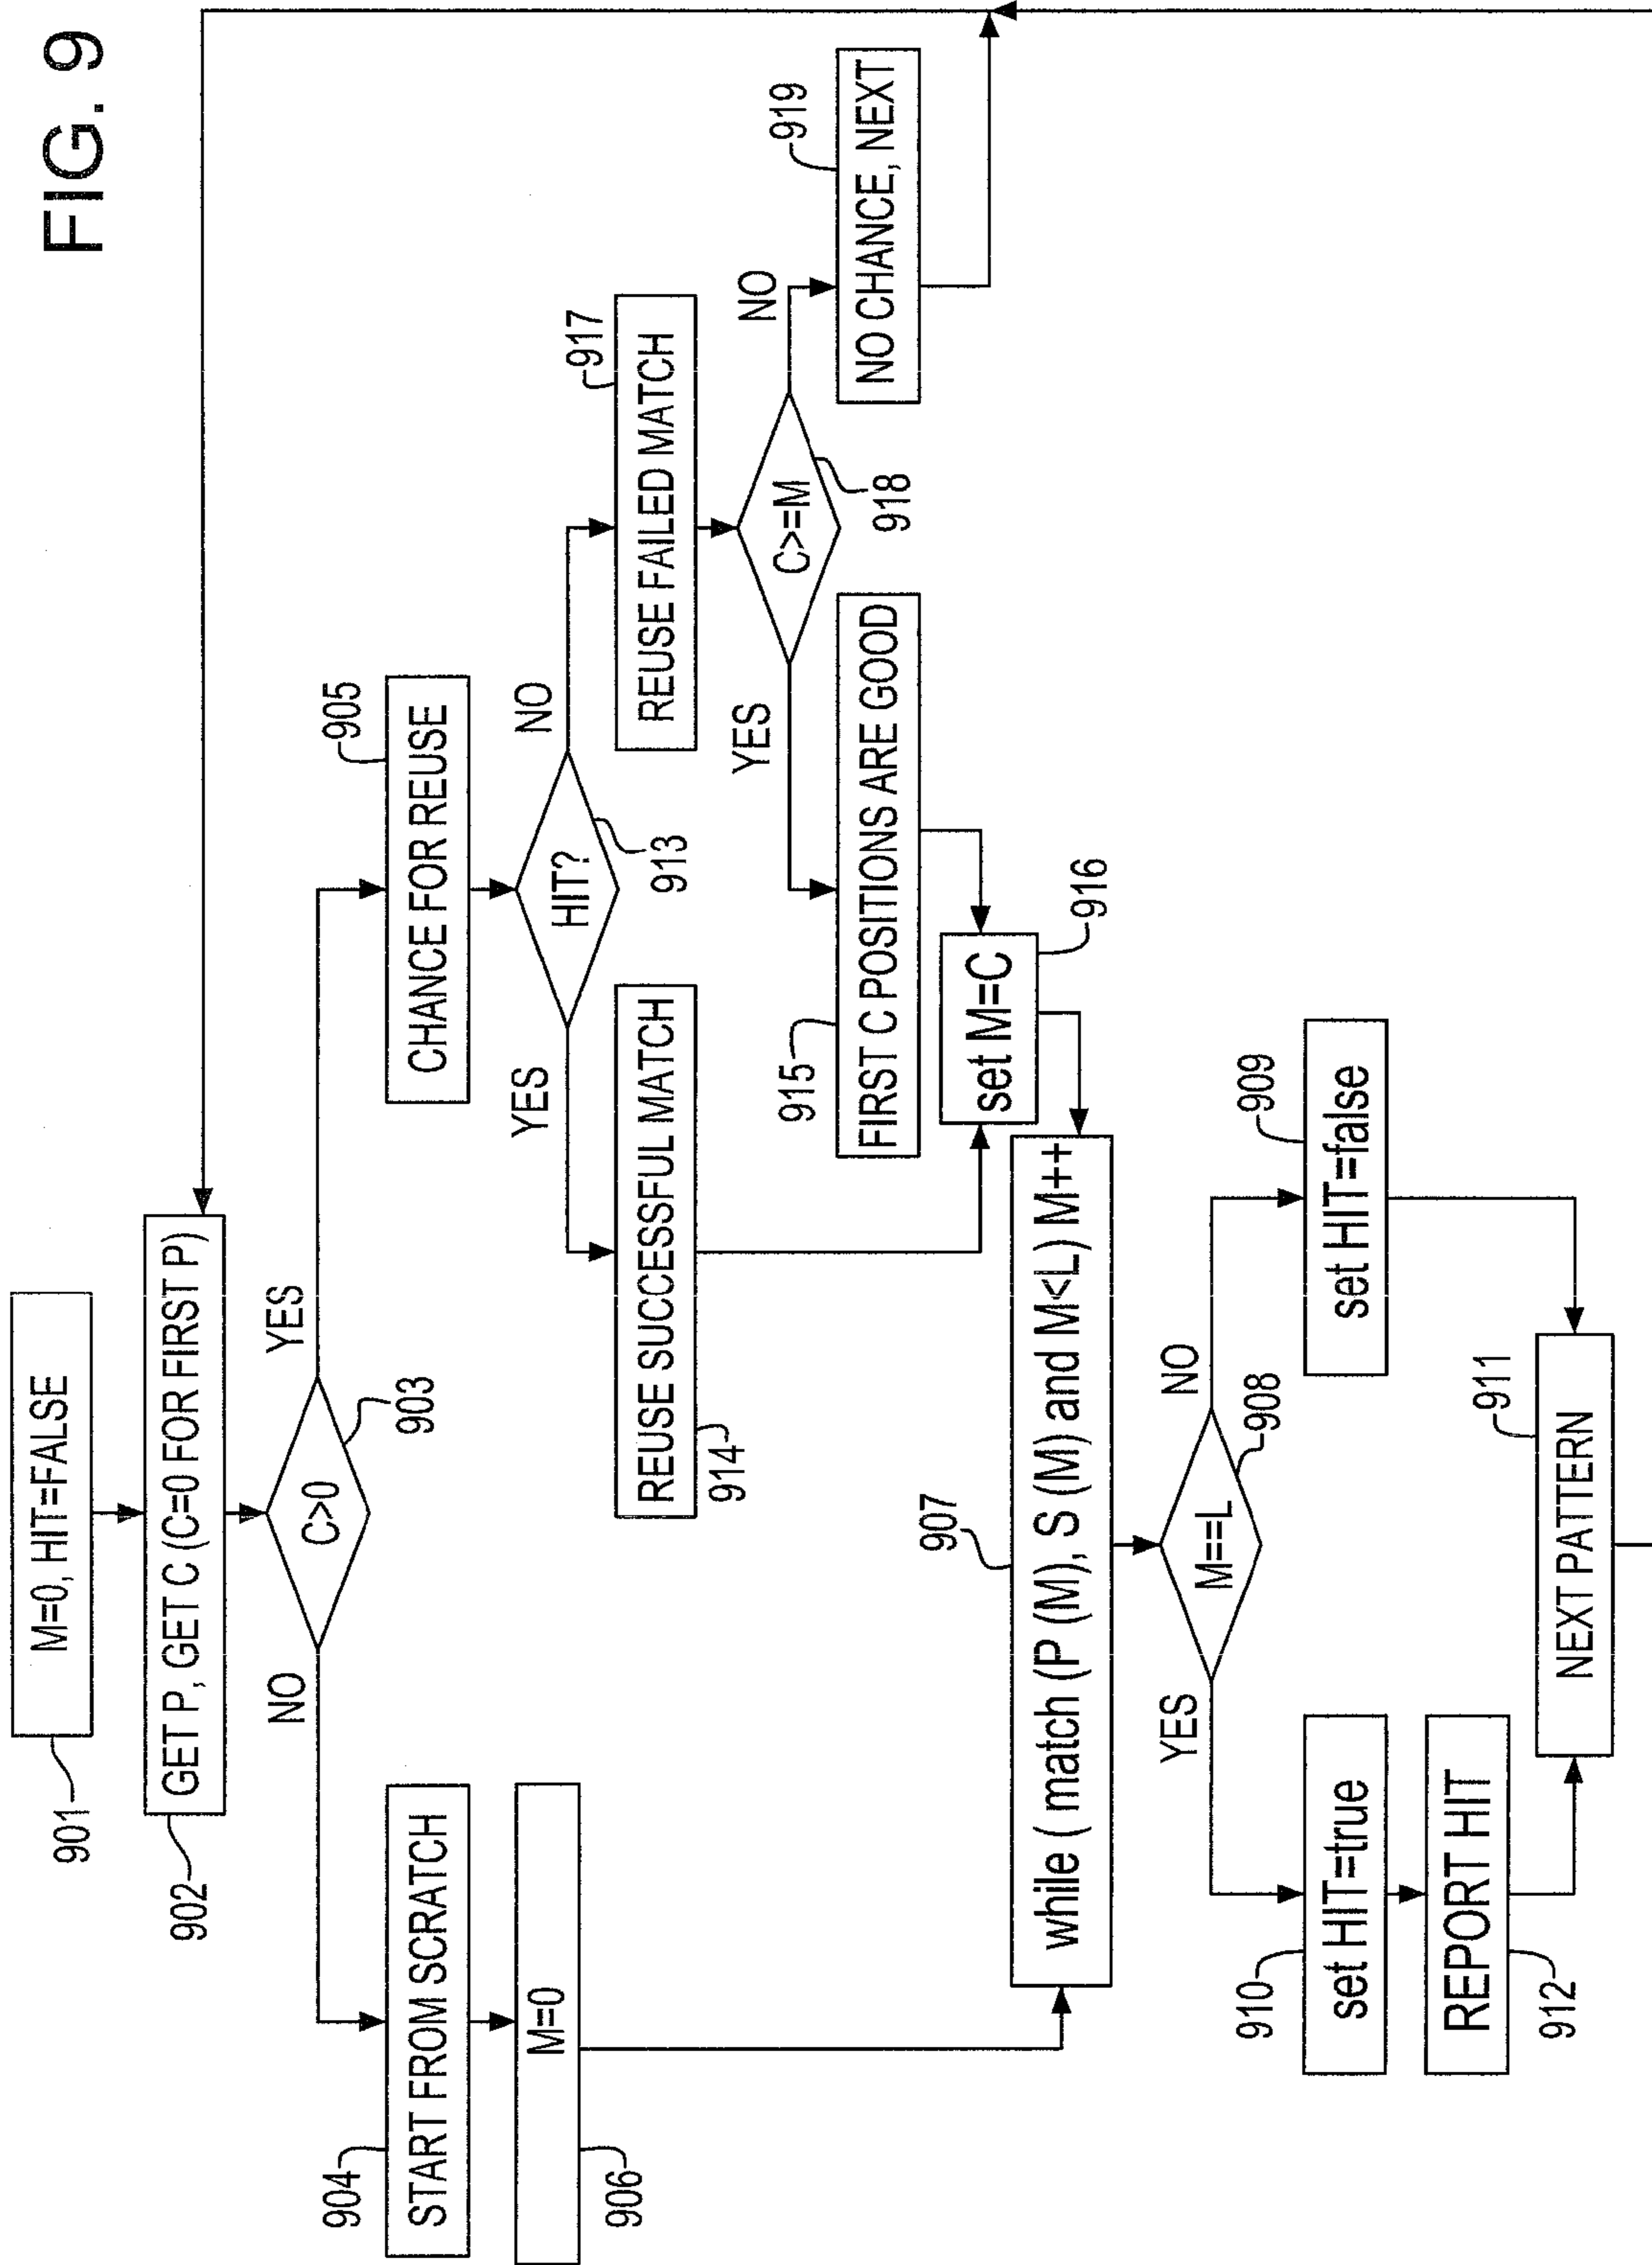 FIG. 9
901
M=0, HIT=FALSE
902
GET P, GET C (C=0 FOR FIRST P)
C>0
903
NO
YES
904
START FROM SCRATCH
CHANCE FOR REUSE
905
906
M=0
HIT?
913
YES
NO
914
REUSE SUCCESSFUL MATCH
REUSE FAILED MATCH
917
C>=M
918
YES
NO
915
FIRST C POSITIONS ARE GOOD
NO CHANCE, NEXT
919
set M=C
916
907
while ( match (P (M), S (M) and M<L) M++
M==L
908
YES
NO
910
set HIT=true
set HIT=false
909
912
REPORT HIT
911
NEXT PATTERN